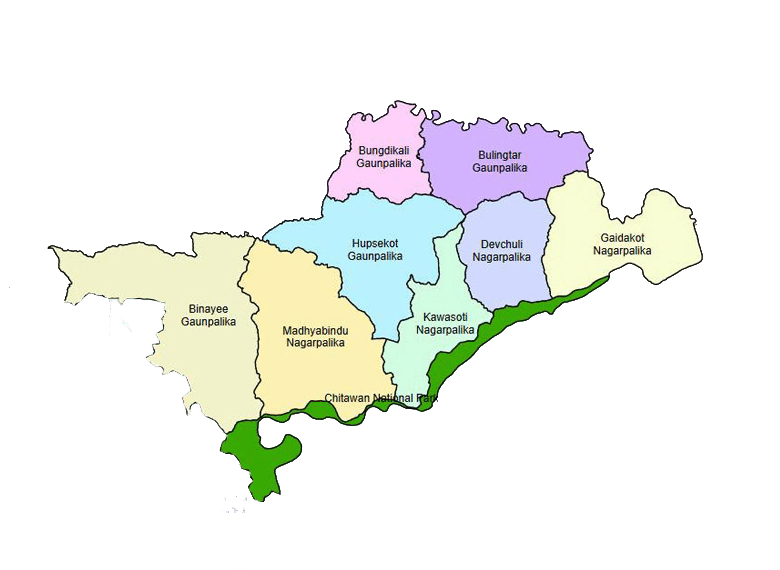 Bungdikali
Gaunpalika
Bulingtar
Gaunpalika
Hupsekot
Gaunpalika
Devchuli
Nagarpalika
Gaidakot
Nagarpalika
Binayee
Gaunpalika
Madhyabindu
Nagarpalika
Kawasoti
Nagarpalika
Chitawan National Park